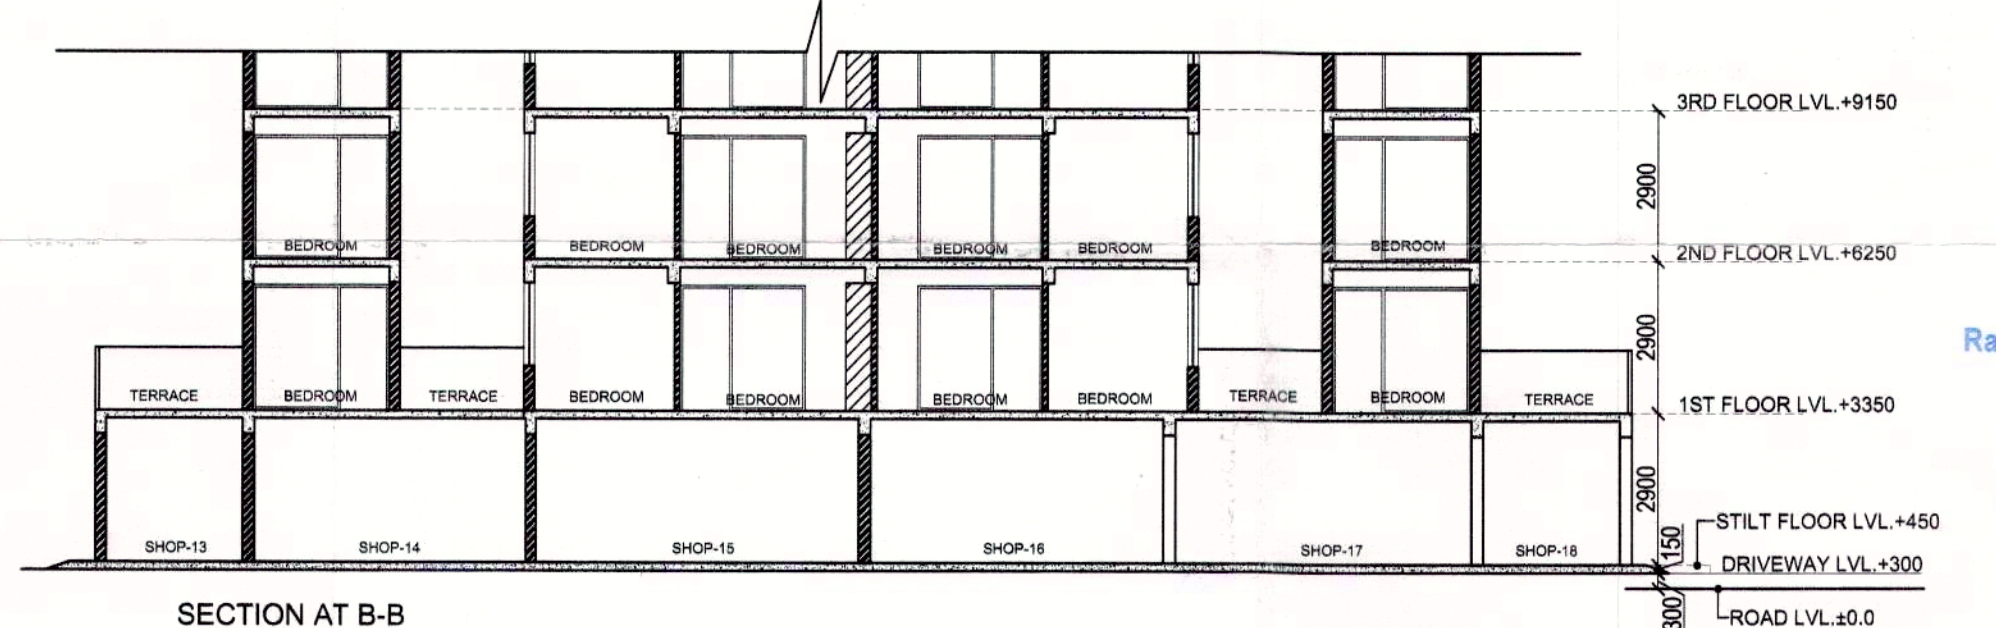 3RD FLOOR LVL.+9150
2900
BEDROOM BEDROOM BEDROOM BEDROOM BEDROOM BEDROOM
2ND FLOOR LVL.+6250
2900
TERRACE BEDROOM TERRACE BEDROOM BEDROOM BEDROOM BEDROOM TERRACE BEDROOM TERRACE
1ST FLOOR LVL.+3350
2900
SHOP-13 SHOP-14 SHOP-15 SHOP-16 SHOP-17 SHOP-18
STILT FLOOR LVL.+450
150
DRIVEWAY LVL.+300
300
ROAD LVL.±0.0
SECTION AT B-B
Ra